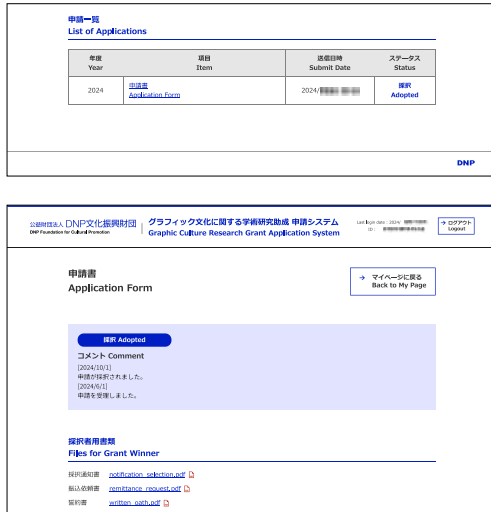 申請一覧
List of Applications
年度 項目 送信日時 ステータス
Year Item Submit Date Status
2024 申請書 2024/ 採択
Application Form Adopted
DNP
公益財団法人 DNP文化振興財団 グラフィック文化に関する学術研究助成 申請システム Last login date : 2024/ → ログアウト
DNP Foundation for Cultural Promotion Graphic Culture Research Grant Application System ID : Logout
申請書 → マイページに戻る
Application Form Back to My Page
採択 Adopted
コメント Comment
[2024/10/1]
申請が採択されました。
[2024/6/1]
申請を受理しました。
採択者用書類
Files for Grant Winner
採択通知書 notification_selection.pdf
振込依頼書 remittance_request.pdf
誓約書 written_oath.pdf